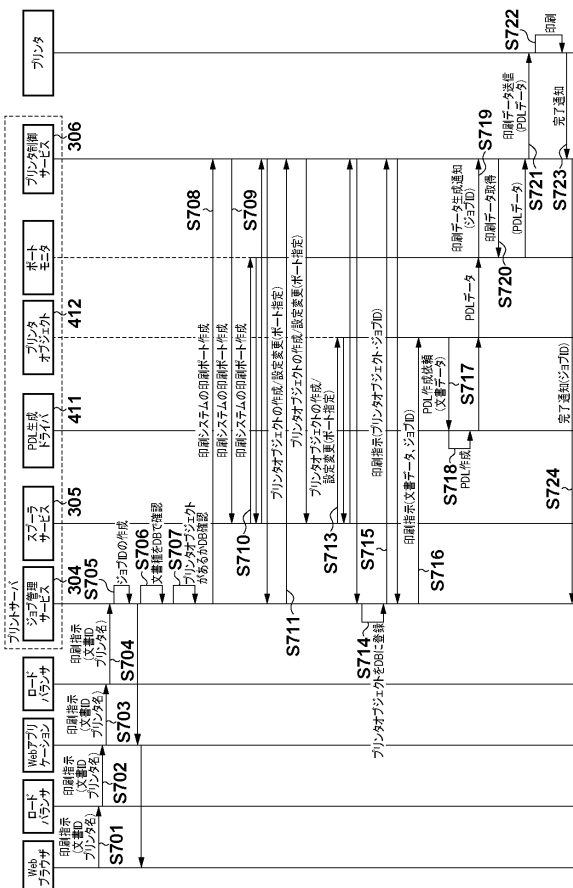 プリントサーバ
Web
ブラウザ
ロード
バランサ
Webアプリ
ケーション
ロード
バランサ
ジョブ管理
サービス
304
スプーラ
サービス
305
PDL生成
ドライバ
411
プリンタ
オブジェクト
412
ポート
モニタ
プリンタ制御
サービス
306
プリンタ
印刷指示
(文書ID
プリンタ名)
S701
印刷指示
(文書ID
プリンタ名)
S702
印刷指示
(文書ID
プリンタ名)
S703
印刷指示
(文書ID
プリンタ名)
S704
S705
ジョブIDの作成
S706
文書種をDBで確認
S707
プリンタオブジェクト
があるかDB確認
印刷システムの印刷ポート作成
S708
印刷システムの印刷ポート作成
S709
印刷システムの印刷ポート作成
S710
プリンタオブジェクトの作成/設定変更(ポート指定)
S711
プリンタオブジェクトの作成/設定変更(ポート指定)
プリンタオブジェクトの作成/
設定変更(ポート指定)
S713
S714
プリンタオブジェクトをDBに登録
印刷指示(プリンタオブジェクト・ジョブID)
S715
印刷指示(文書データ、ジョブID)
S716
PDL作成依頼
(文書データ)
S717
S718
PDL作成
PDLデータ
印刷データ生成通知
(ジョブID)
S719
印刷データ取得
S720
(PDLデータ)
印刷データ送信
(PDLデータ)
S721
S722
印刷
完了通知
S723
完了通知(ジョブID)
S724